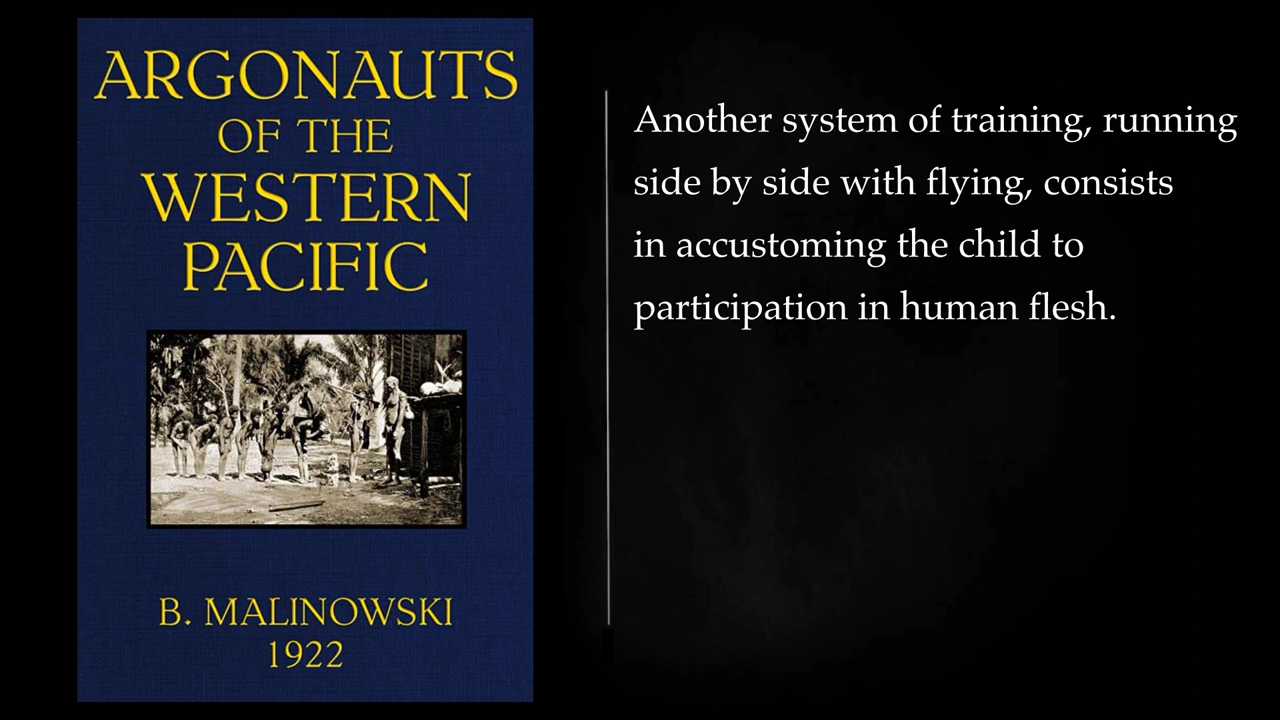 ARGONAUTS
OF THE
WESTERN
PACIFIC
B. MALINOWSKI
1922
Another system of training, running
side by side with flying, consists
in accustoming the child to
participation in human flesh.